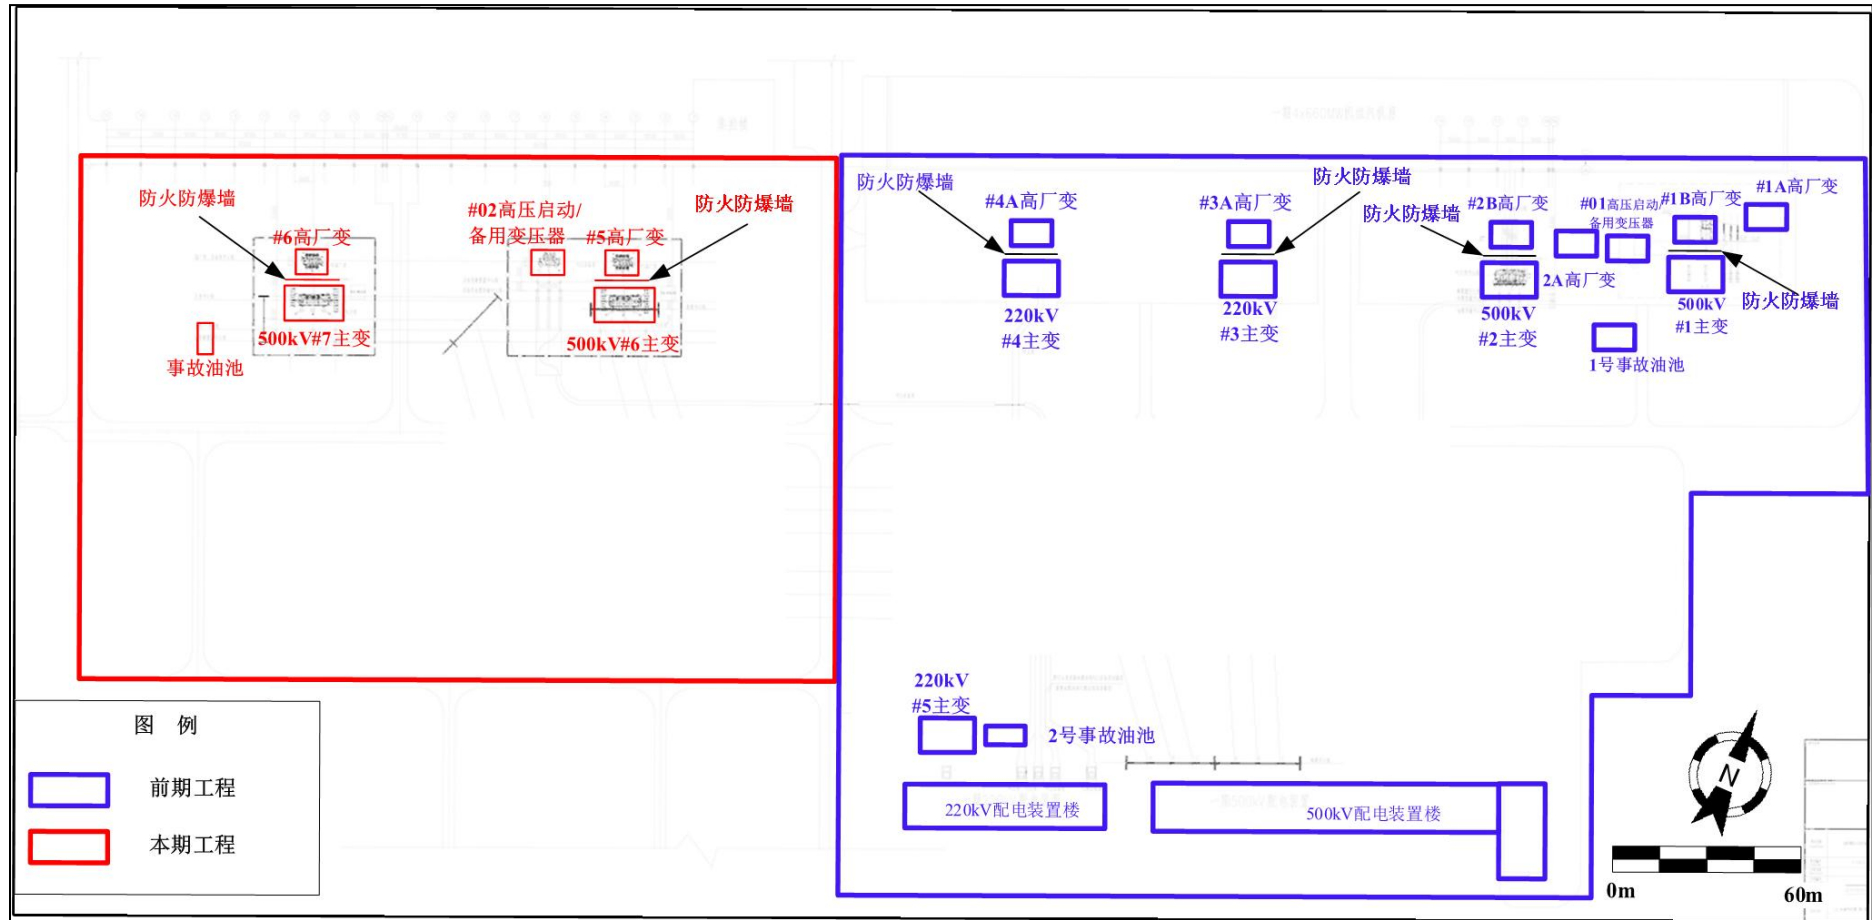 防火防爆墙
#6高厂变
500kV#7主变
事故油池
#02高压启动/
备用变压器
#5高厂变
防火防爆墙
500kV#6主变
防火防爆墙
#4A高厂变
220kV
#4主变
#3A高厂变
防火防爆墙
220kV
#3主变
防火防爆墙
#2B高厂变
500kV
#2主变
2A高厂变
#01高压启动/
备用变压器
#1B高厂变
#1A高厂变
500kV
#1主变
防火防爆墙
1号事故油池
220kV
#5主变
2号事故油池
220kV配电装置楼
500kV配电装置楼
图 例
前期工程
本期工程
N
0m
60m